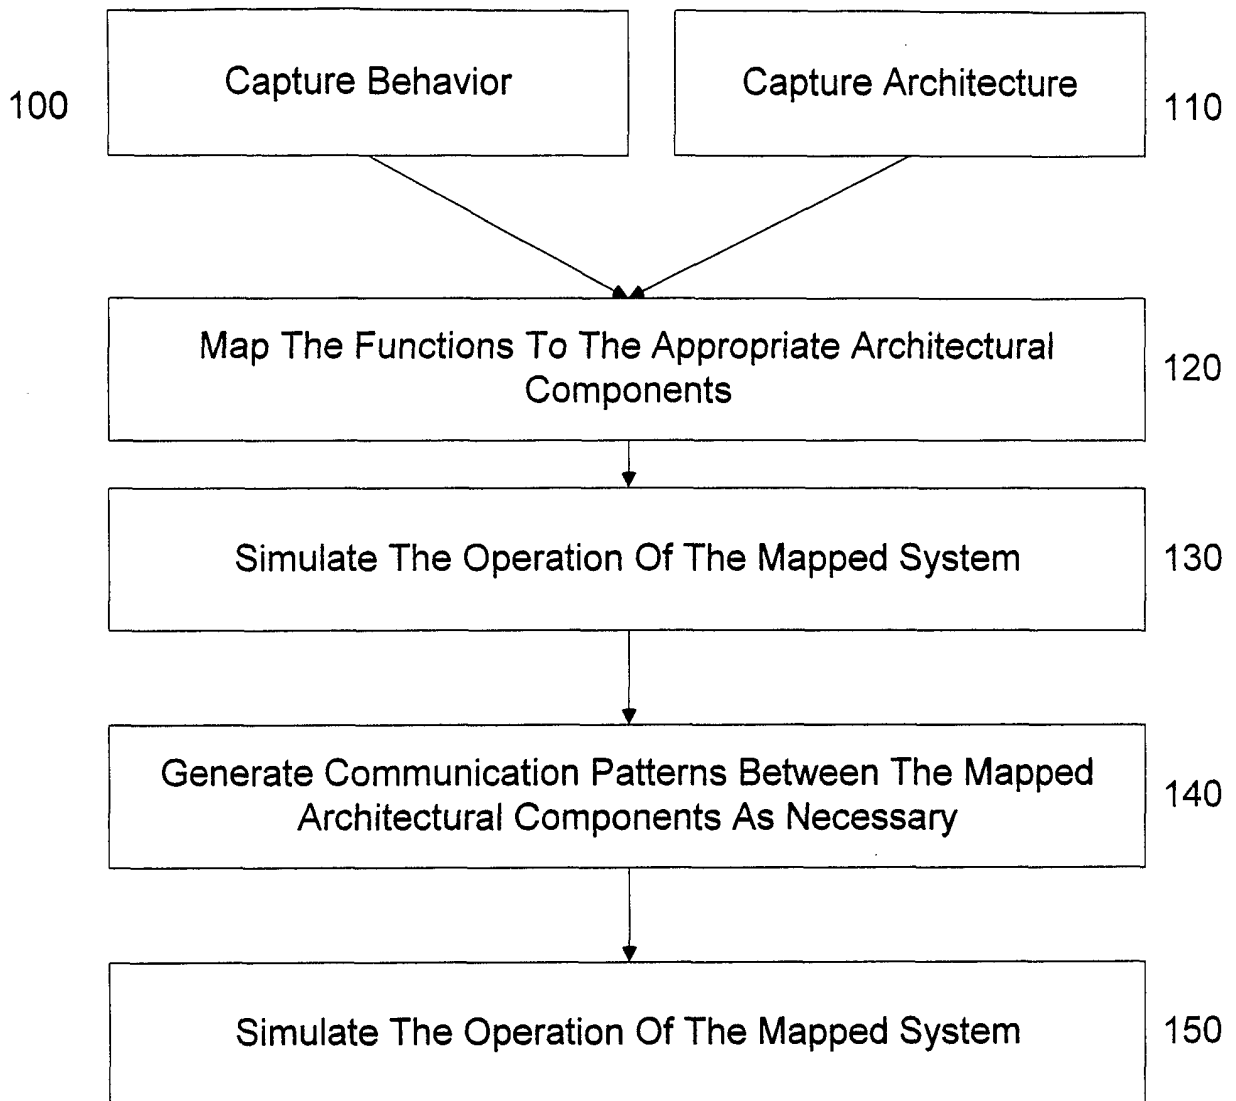 Capture Behavior
Capture Architecture
100
110
Map The Functions To The Appropriate Architectural
Components
120
Simulate The Operation Of The Mapped System
130
Generate Communication Patterns Between The Mapped
Architectural Components As Necessary
140
Simulate The Operation Of The Mapped System
150